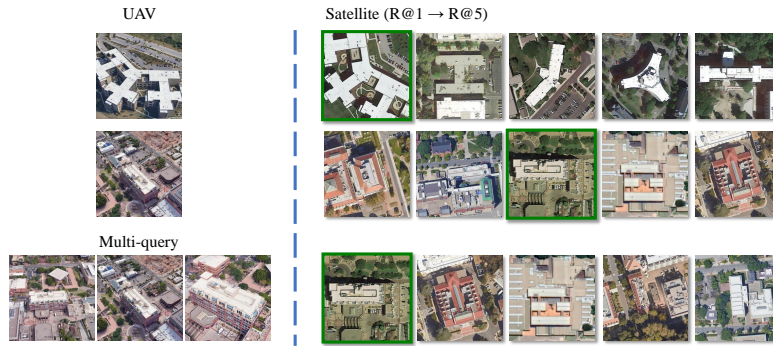 UAV
Satellite (R@1 → R@5)
Multi-query